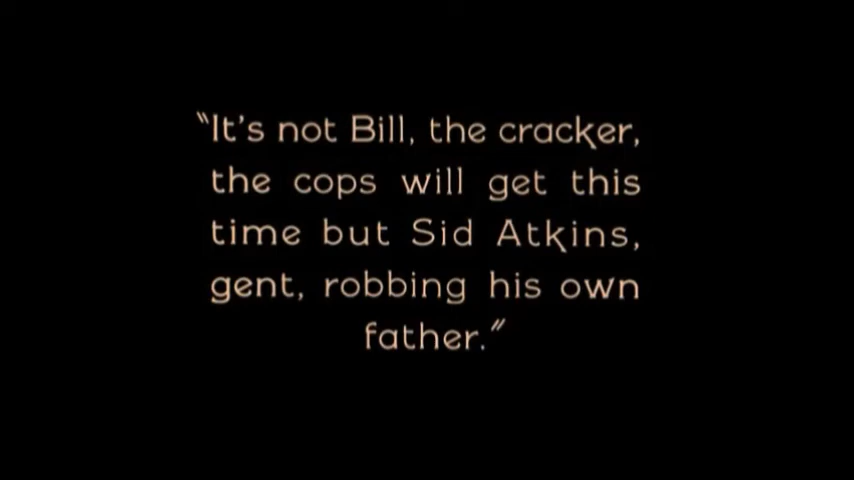 "It's not Bill, the cracker,
the cops will get this
time but Sid Atkins,
gent, robbing his own
father."